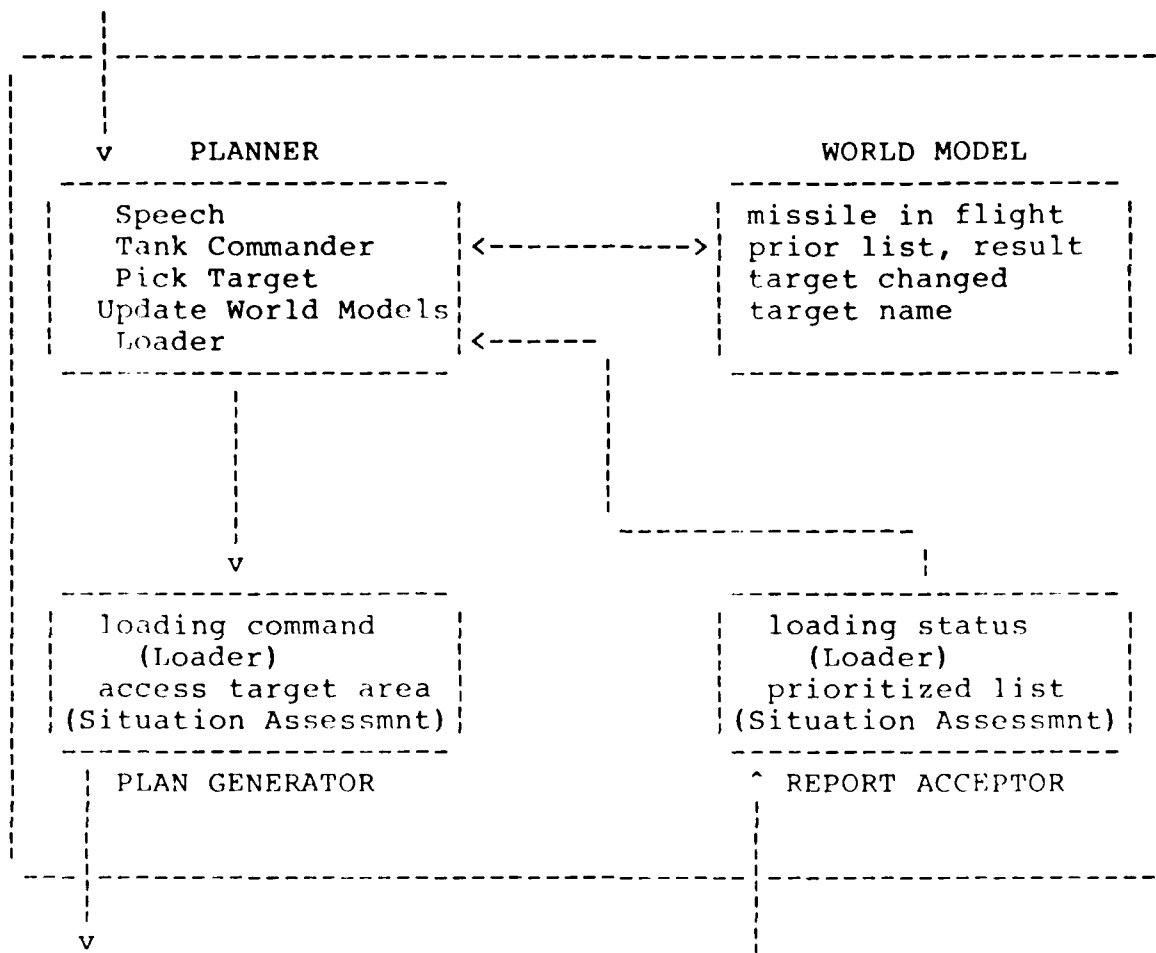 PLANNER
Speech
Tank Commander
Pick Target
Update World Models
Loader
WORLD MODEL
missile in flight
prior list, result
target changed
target name
loading command
(Loader)
access target area
(Situation Assessmnt)
PLAN GENERATOR
loading status
(Loader)
prioritized list
(Situation Assessmnt)
REPORT ACCEPTOR